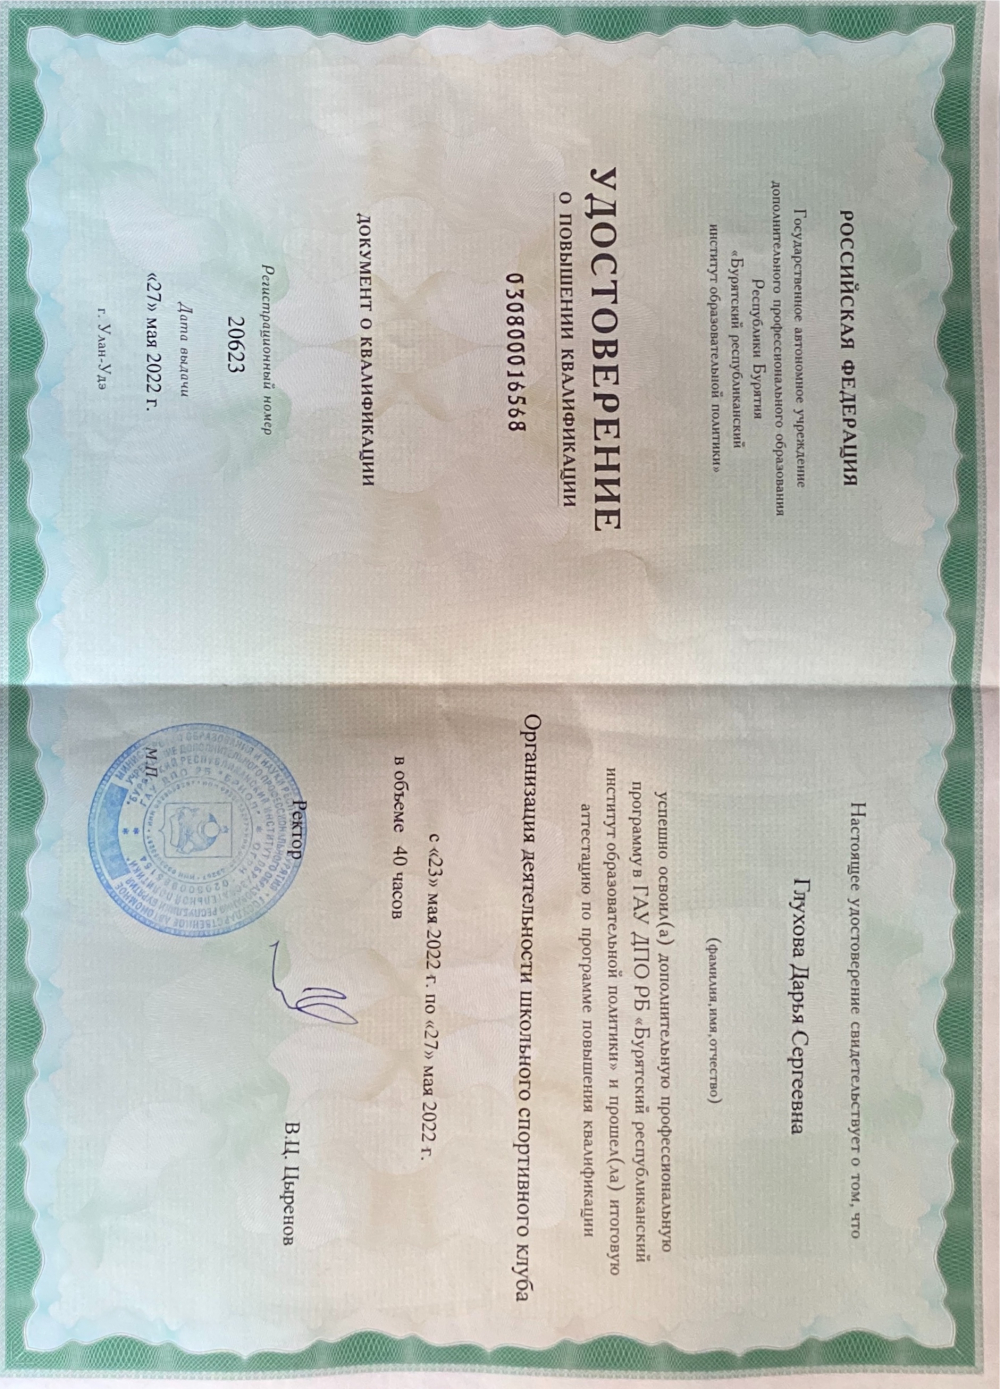 РОССИЙСКАЯ ФЕДЕРАЦИЯ
Государственное автономное учреждение
дополнительного профессионального образования
Республики Бурятия
«Бурятский республиканский
институт образовательной политики»
УДОСТОВЕРЕНИЕ
О ПОВЫШЕНИИ КВАЛИФИКАЦИИ
030800016568
ДОКУМЕНТ О КВАЛИФИКАЦИИ
Регистрационный номер
20623
Дата выдачи
«27» мая 2022 г.
г. Улан-Удэ
Настоящее удостоверение свидетельствует о том, что
Глухова Дарья Сергеевна
(фамилия,имя,отчество)
успешно освоил(а) дополнительную профессиональную
программу в ГАУ ДПО РБ «Бурятский республиканский
институт образовательной политики» и прошел(ла) итоговую
аттестацию по программе повышения квалификации
Организация деятельности школьного спортивного клуба
с «23» мая 2022 г. по «27» мая 2022 г.
в объеме 40 часов
Ректор
В.Ц. Цыренов
М.П.